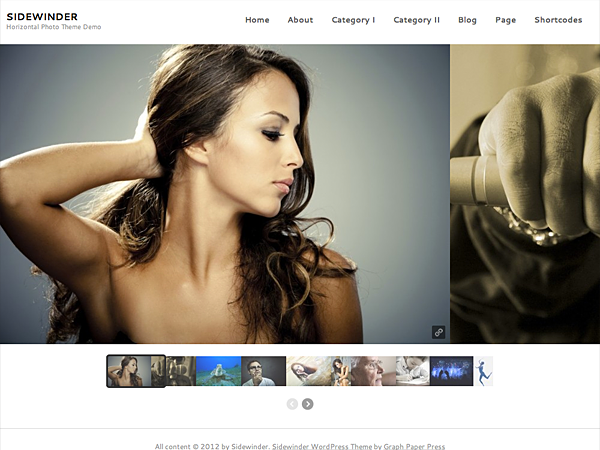 SIDEWINDER
Horizontal Photo Theme Demo
Home About Category I Category II Blog Page Shortcodes
All content © 2012 by Sidewinder. Sidewinder WordPress Theme by Graph Paper Press